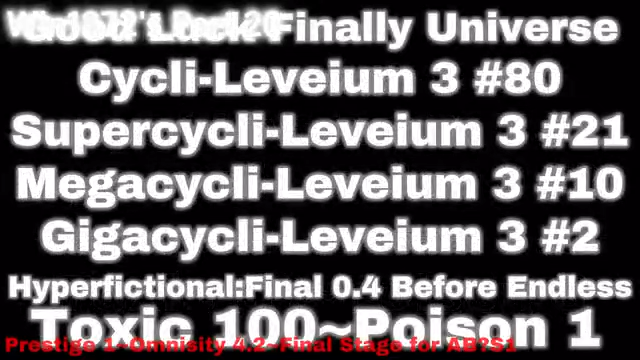 Good Luck Finally Universe
Cycli-Leveium 3 #80
Supercycli-Leveium 3 #21
Megacycli-Leveium 3 #10
Gigacycli-Leveium 3 #2
Hyperfictional:Final 0.4 Before Endless
Toxic 100~Poison 1
Prestige 1~Omnisity 4.2~Final Stage for AB?S1